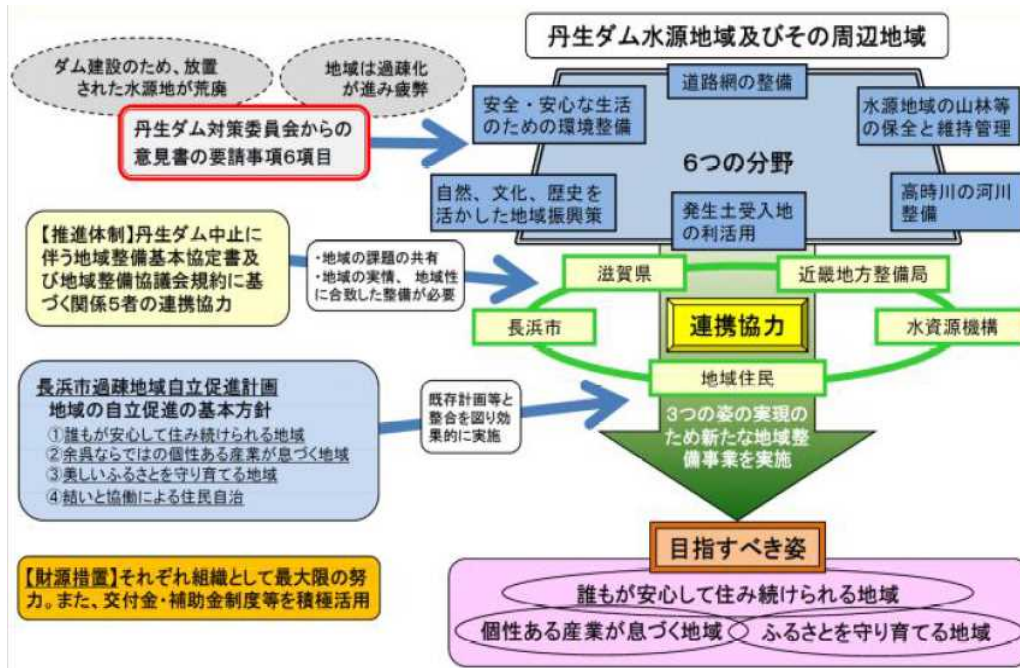 丹生ダム水源地域及びその周辺地域
ダム建設のため、放置
された水源地が荒廃
地域は過疎化
が進み疲弊
丹生ダム対策委員会からの
意見書の要請事項6項目
道路網の整備
安全・安心な生活
のための環境整備
水源地域の山林等
の保全と維持管理
6つの分野
自然、文化、歴史を
活かした地域振興策
発生土受入地
の利活用
高時川の河川
整備
【推進体制】丹生ダム中止に
伴う地域整備基本協定書及
び地域整備協議会規約に基
づく関係5者の連携協力
・地域の課題の共有
・地域の実情、地域性
に合致した整備が必要
滋賀県
近畿地方整備局
長浜市
連携協力
水資源機構
地域住民
長浜市過疎地域自立促進計画
地域の自立促進の基本方針
①誰もが安心して住み続けられる地域
②余呉ならではの個性ある産業が息づく地域
③美しいふるさとを守り育てる地域
④結いと協働による住民自治
既存計画等と
整合を図り効
果的に実施
3つの姿の実現の
ため新たな地域整
備事業を実施
【財源措置】それぞれ組織として最大限の努
力。また、交付金・補助金制度等を積極活用
目指すべき姿
誰もが安心して住み続けられる地域
個性ある産業が息づく地域
ふるさとを守り育てる地域